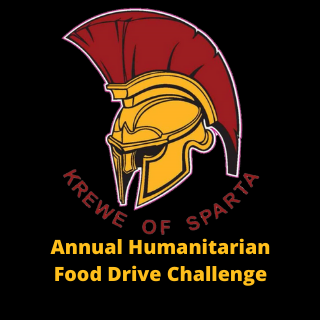 KREWE OF SPARTA
Annual Humanitarian
Food Drive Challenge